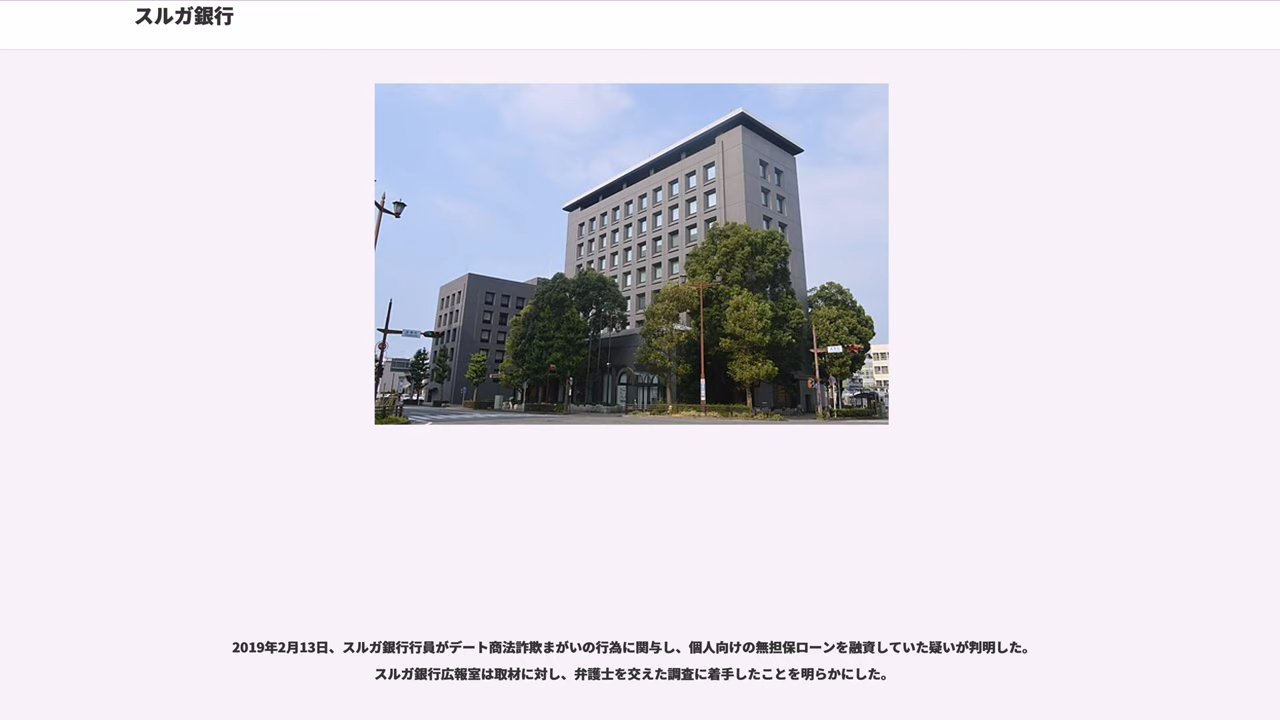 スルガ銀行
2019年2月13日、スルガ銀行行員がデート商法詐欺まがいの行為に関与し、個人向けの無担保ローンを融資していた疑いが判明した。
スルガ銀行広報室は取材に対し、弁護士を交えた調査に着手したことを明らかにした。